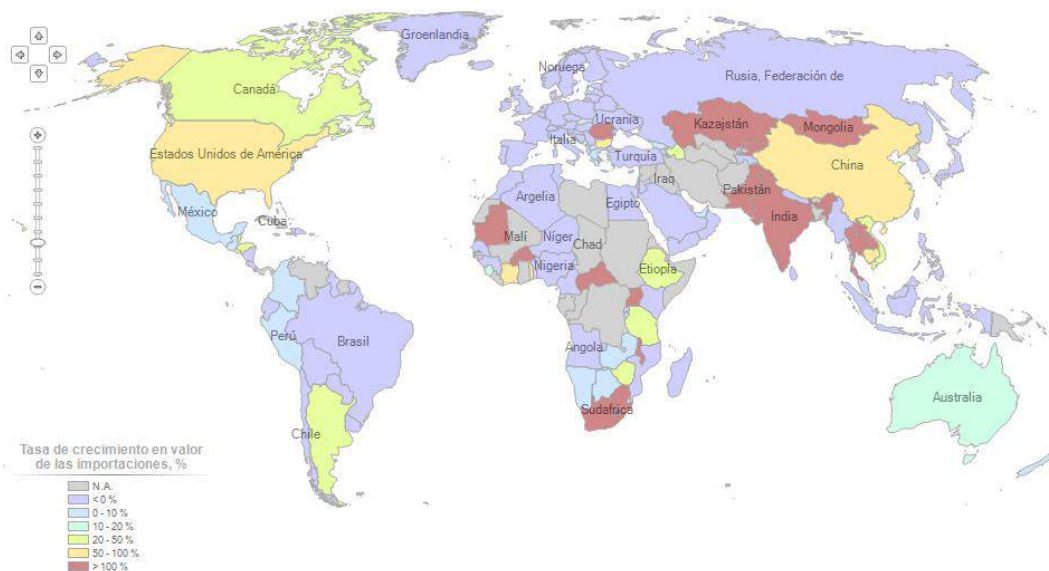 Groenlandia
Noruega
Rusia, Federación de
Canadá
Ucrania
Kazajstán
Mongolia
Italia
Estados Unidos de América
Turquía
China
Iraq
Pakistán
Argelia
Egipto
México
India
Cuba
Malí
Níger
Chad
Nigeria
Etiopía
Perú
Brasil
Angola
Australia
Sudáfrica
Chile
Tasa de crecimiento en valor
de las importaciones, %
N.A.
< 0 %
0 - 10 %
10 - 20 %
20 - 50 %
50 - 100 %
> 100 %